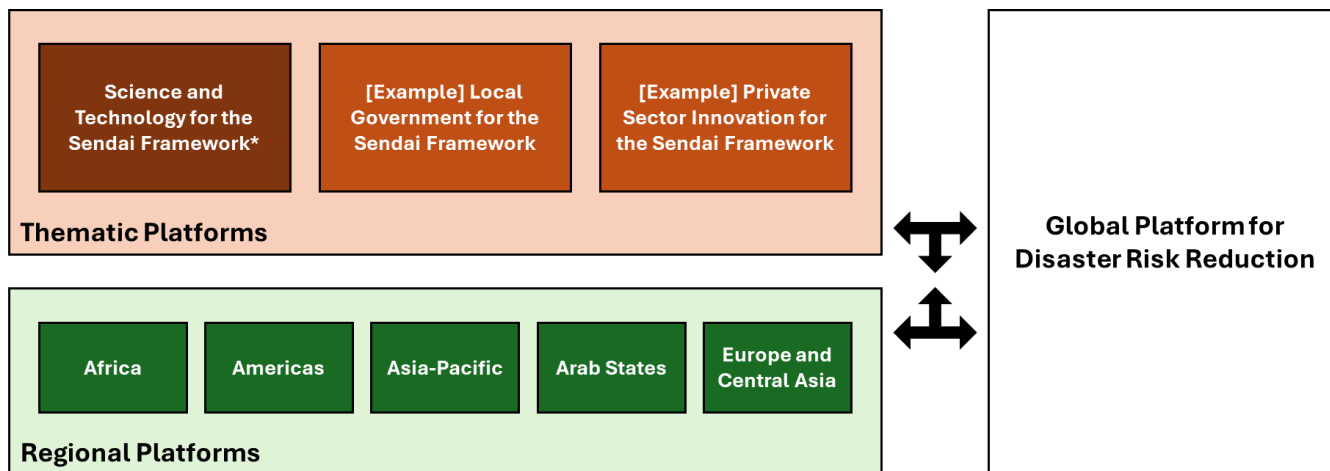 Science and
Technology for the
Sendai Framework*
[Example] Local
Government for the
Sendai Framework
[Example] Private
Sector Innovation for
the Sendai Framework
Thematic Platforms
Africa
Americas
Asia-Pacific
Arab States
Europe and
Central Asia
Regional Platforms
Global Platform for
Disaster Risk Reduction